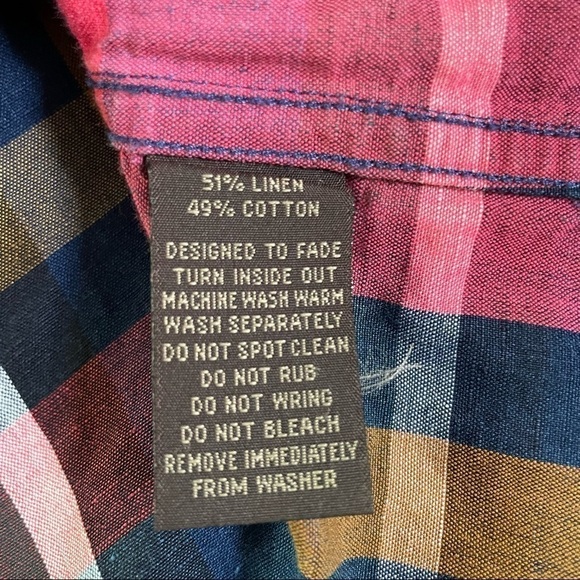 51% LINEN
49% COTTON
DESIGNED TO FADE
TURN INSIDE OUT
MACHINE WASH WARM
WASH SEPARATELY
DO NOT SPOT CLEAN
DO NOT RUB
DO NOT WRING
DO NOT BLEACH
REMOVE IMMEDIATELY
FROM WASHER